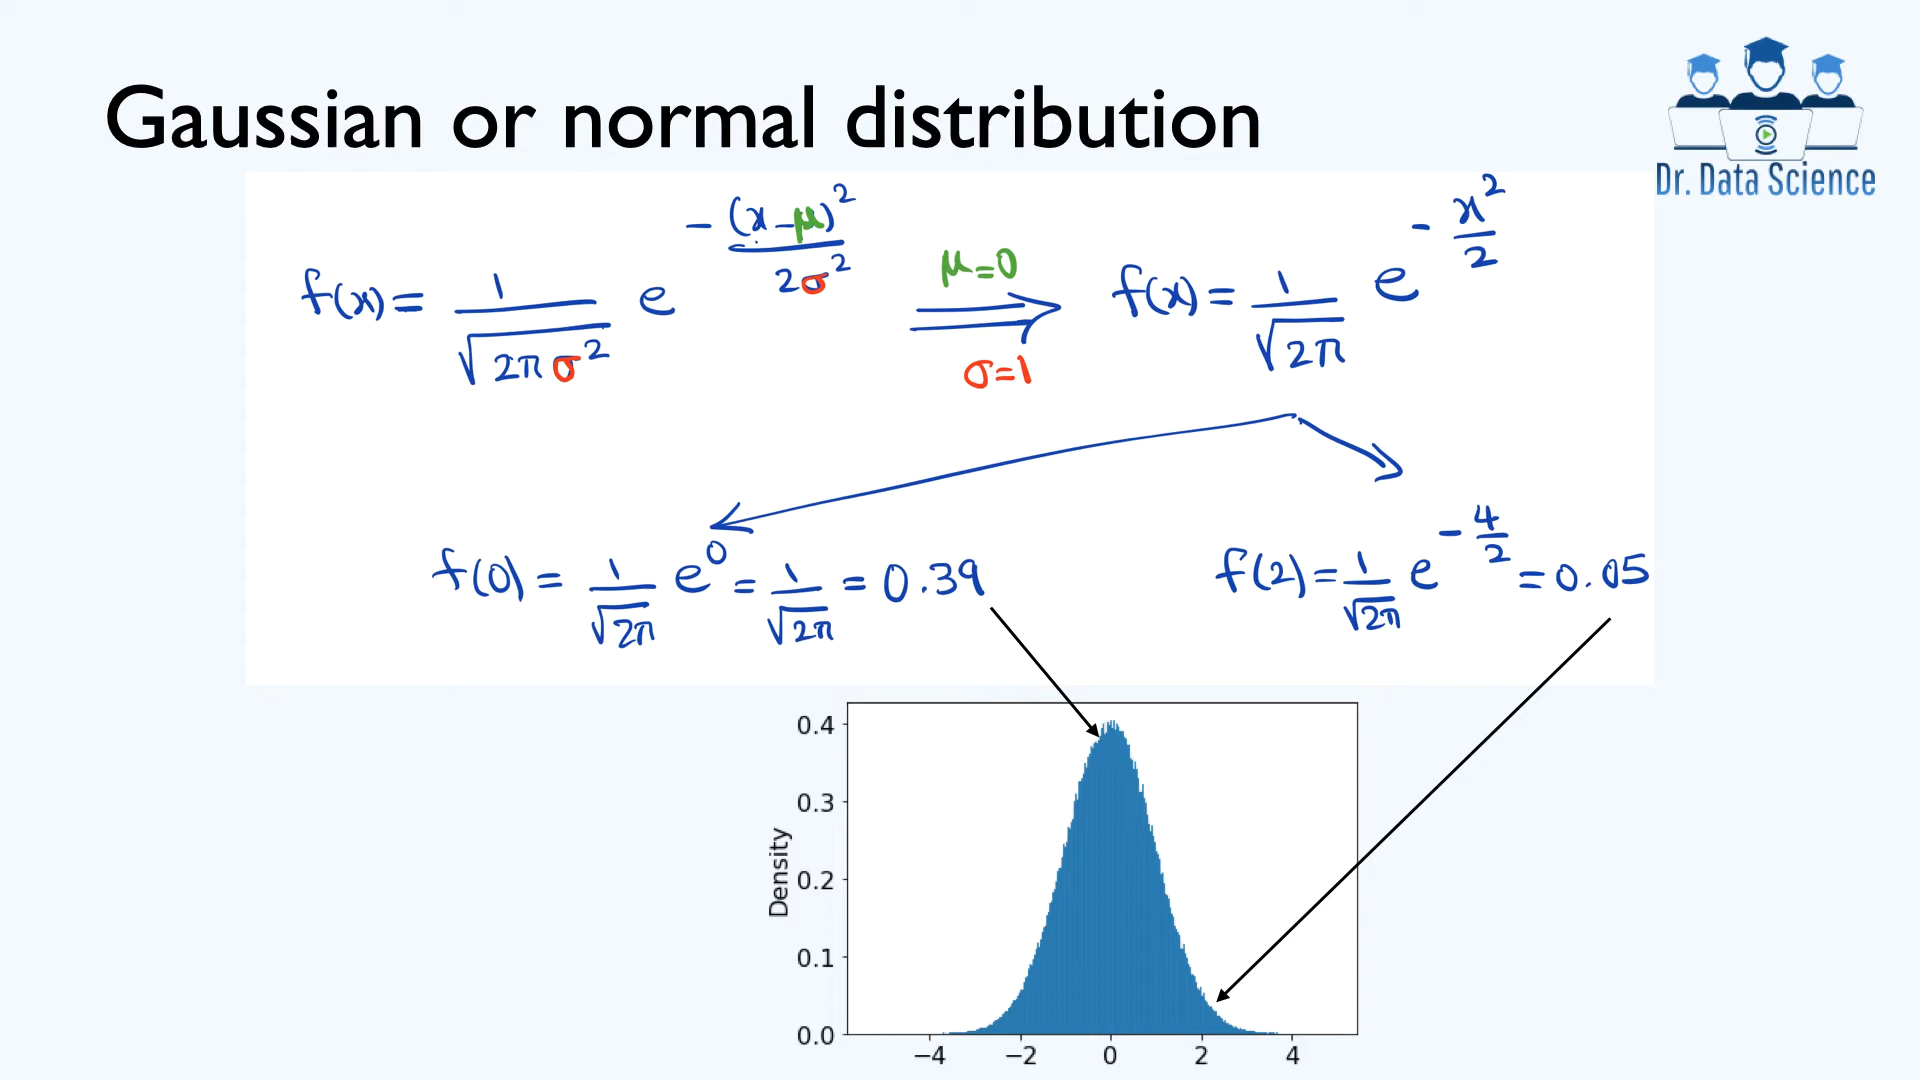 Gaussian or normal distribution
Dr. Data Science
f(x) = 1/√(2πσ²) e^(-(x-μ)²/2σ²)
μ=0
σ=1
f(x) = 1/√(2π) e^(-x²/2)
f(0) = 1/√(2π) e^0 = 1/√(2π) = 0.39
f(2) = 1/√(2π) e^(-4/2) = 0.05
Density
0.4
0.3
0.2
0.1
0.0
−4 −2 0 2 4